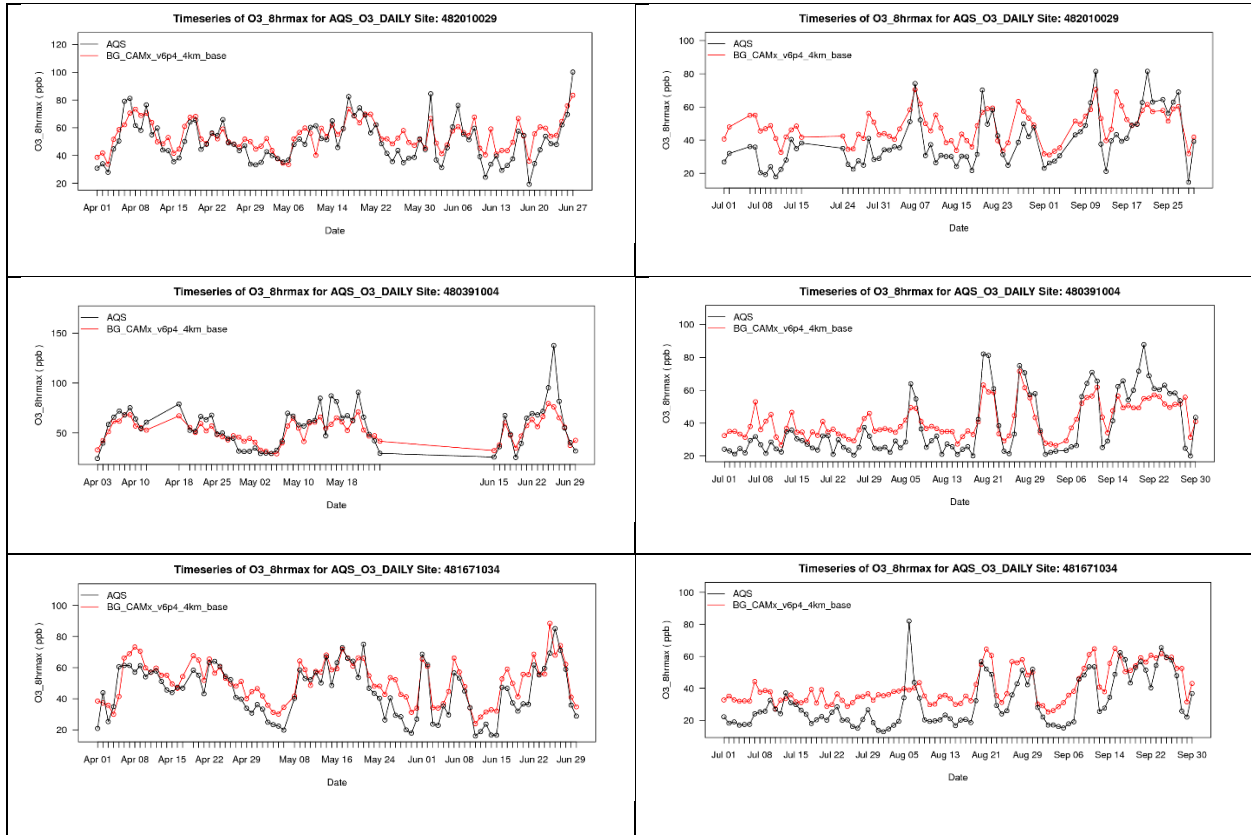 Timeseries of O3_8hrmax for AQS_O3_DAILY Site: 482010029
AQS
BG_CAMx_v6p4_4km_base
O3_8hrmax ( ppb )
120
100
80
60
40
20
Apr 01 Apr 08 Apr 15 Apr 22 Apr 29 May 06 May 14 May 22 May 30 Jun 06 Jun 13 Jun 20 Jun 27
Date
Timeseries of O3_8hrmax for AQS_O3_DAILY Site: 482010029
AQS
BG_CAMx_v6p4_4km_base
O3_8hrmax ( ppb )
100
80
60
40
20
Jul 01 Jul 08 Jul 15 Jul 24 Jul 31 Aug 07 Aug 15 Aug 23 Sep 01 Sep 09 Sep 17 Sep 25
Date
Timeseries of O3_8hrmax for AQS_O3_DAILY Site: 480391004
AQS
BG_CAMx_v6p4_4km_base
O3_8hrmax ( ppb )
150
100
50
Apr 03 Apr 10 Apr 18 Apr 25 May 02 May 10 May 18 Jun 15 Jun 22 Jun 29
Date
Timeseries of O3_8hrmax for AQS_O3_DAILY Site: 480391004
AQS
BG_CAMx_v6p4_4km_base
O3_8hrmax ( ppb )
100
80
60
40
20
Jul 01 Jul 08 Jul 15 Jul 22 Jul 29 Aug 05 Aug 13 Aug 21 Aug 29 Sep 06 Sep 14 Sep 22 Sep 30
Date
Timeseries of O3_8hrmax for AQS_O3_DAILY Site: 481671034
AQS
BG_CAMx_v6p4_4km_base
O3_8hrmax ( ppb )
100
80
60
40
20
Apr 01 Apr 08 Apr 15 Apr 22 Apr 29 May 08 May 16 May 24 Jun 01 Jun 08 Jun 15 Jun 22 Jun 29
Date
Timeseries of O3_8hrmax for AQS_O3_DAILY Site: 481671034
AQS
BG_CAMx_v6p4_4km_base
O3_8hrmax ( ppb )
100
80
60
40
20
Jul 01 Jul 08 Jul 15 Jul 22 Jul 29 Aug 05 Aug 13 Aug 21 Aug 29 Sep 06 Sep 14 Sep 22 Sep 30
Date